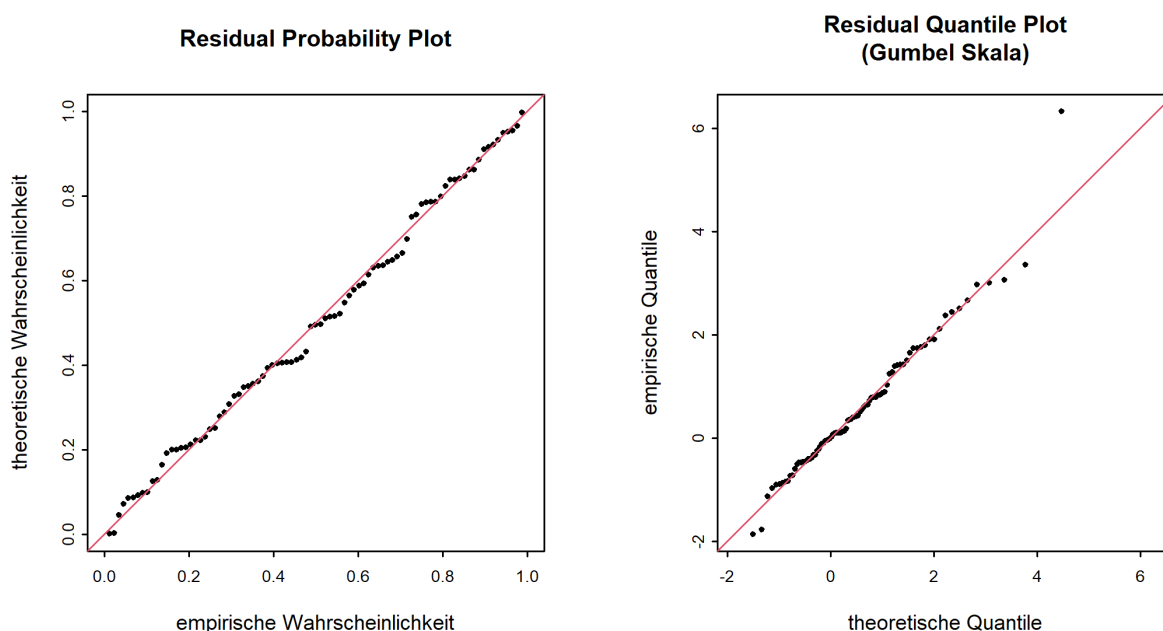 Residual Probability Plot
theoretische Wahrscheinlichkeit
0.0
0.2
0.4
0.6
0.8
1.0
0.0 0.2 0.4 0.6 0.8 1.0
empirische Wahrscheinlichkeit
Residual Quantile Plot
(Gumbel Skala)
empirische Quantile
-2
0
2
4
6
-2 0 2 4 6
theoretische Quantile